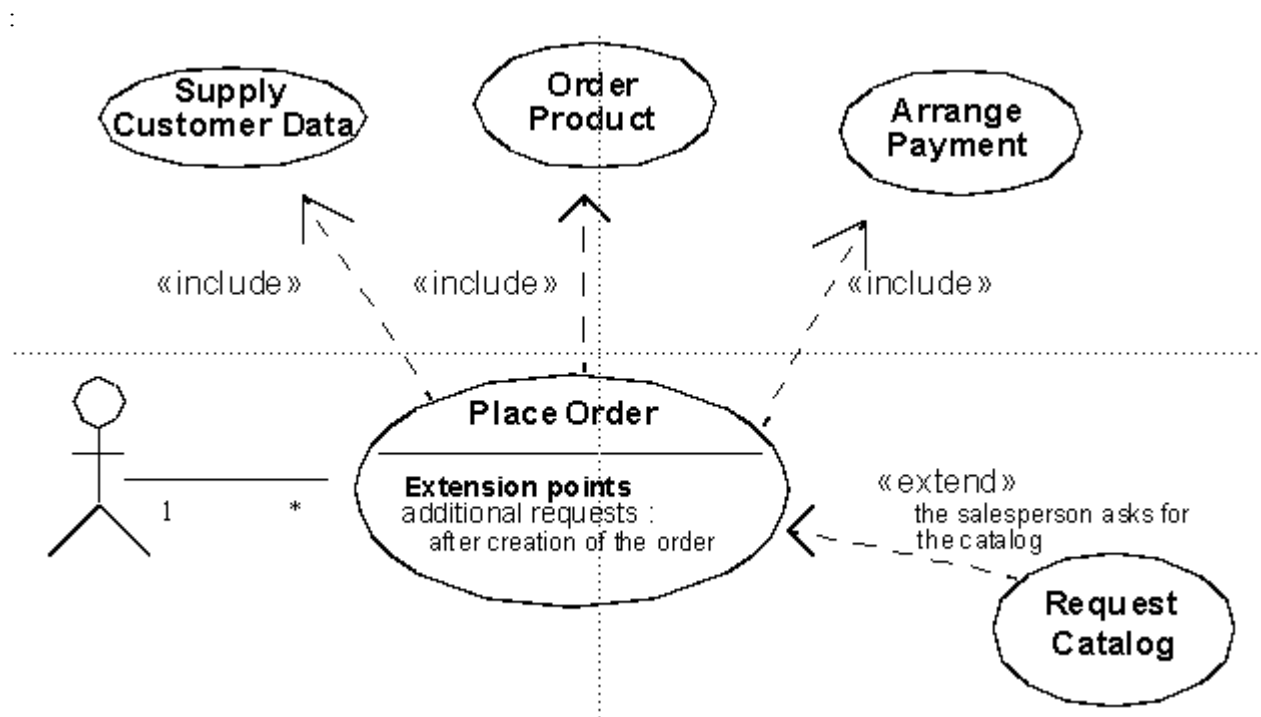 :
Supply
Customer Data
Order
Product
Arrange
Payment
«include»
«include»
«include»
Place Order
Extension points
additional requests :
after creation of the order
1
*
«extend»
the salesperson asks for
the catalog
Request
Catalog